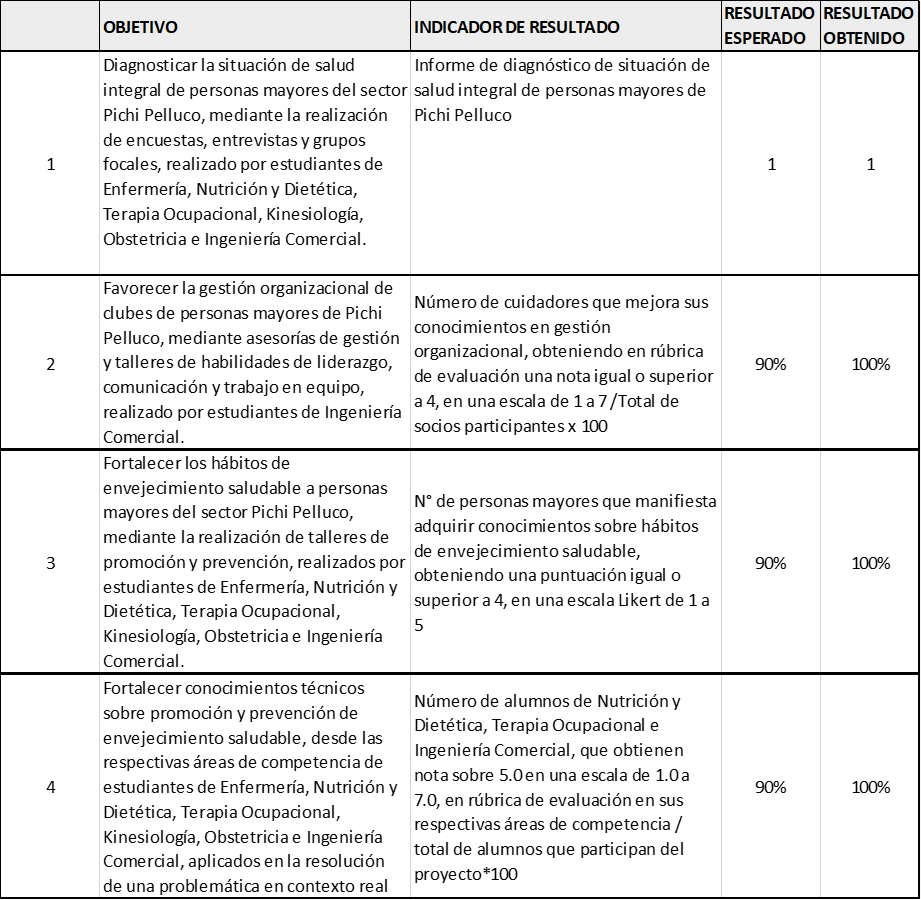 OBJETIVO
INDICADOR DE RESULTADO
RESULTADO
ESPERADO
RESULTADO
OBTENIDO
1
Diagnosticar la situación de salud
integral de personas mayores del sector
Pichi Pelluco, mediante la realización
de encuestas, entrevistas y grupos
focales, realizado por estudiantes de
Enfermería, Nutrición y Dietética,
Terapia Ocupacional, Kinesiología,
Obstetricia e Ingeniería Comercial.
Informe de diagnóstico de situación de
salud integral de personas mayores de
Pichi Pelluco
1
1
2
Favorecer la gestión organizacional de
clubes de personas mayores de Pichi
Pelluco, mediante asesorías de gestión
y talleres de habilidades de liderazgo,
comunicación y trabajo en equipo,
realizado por estudiantes de Ingeniería
Comercial.
Número de cuidadores que mejora sus
conocimientos en gestión
organizacional, obteniendo en rúbrica
de evaluación una nota igual o superior
a 4, en una escala de 1 a 7 /Total de
socios participantes x 100
90%
100%
3
Fortalecer los hábitos de
envejecimiento saludable a personas
mayores del sector Pichi Pelluco,
mediante la realización de talleres de
promoción y prevención, realizados por
estudiantes de Enfermería, Nutrición y
Dietética, Terapia Ocupacional,
Kinesiología, Obstetricia e Ingeniería
Comercial.
N° de personas mayores que manifiesta
adquirir conocimientos sobre hábitos
de envejecimiento saludable,
obteniendo una puntuación igual o
superior a 4, en una escala Likert de 1 a
5
90%
100%
4
Fortalecer conocimientos técnicos
sobre promoción y prevención de
envejecimiento saludable, desde las
respectivas áreas de competencia de
estudiantes de Enfermería, Nutrición y
Dietética, Terapia Ocupacional,
Kinesiología, Obstetricia e Ingeniería
Comercial, aplicados en la resolución
de una problemática en contexto real
Número de alumnos de Nutrición y
Dietética, Terapia Ocupacional e
Ingeniería Comercial, que obtienen
nota sobre 5.0 en una escala de 1.0 a
7.0, en rúbrica de evaluación en sus
respectivas áreas de competencia /
total de alumnos que participan del
proyecto*100
90%
100%